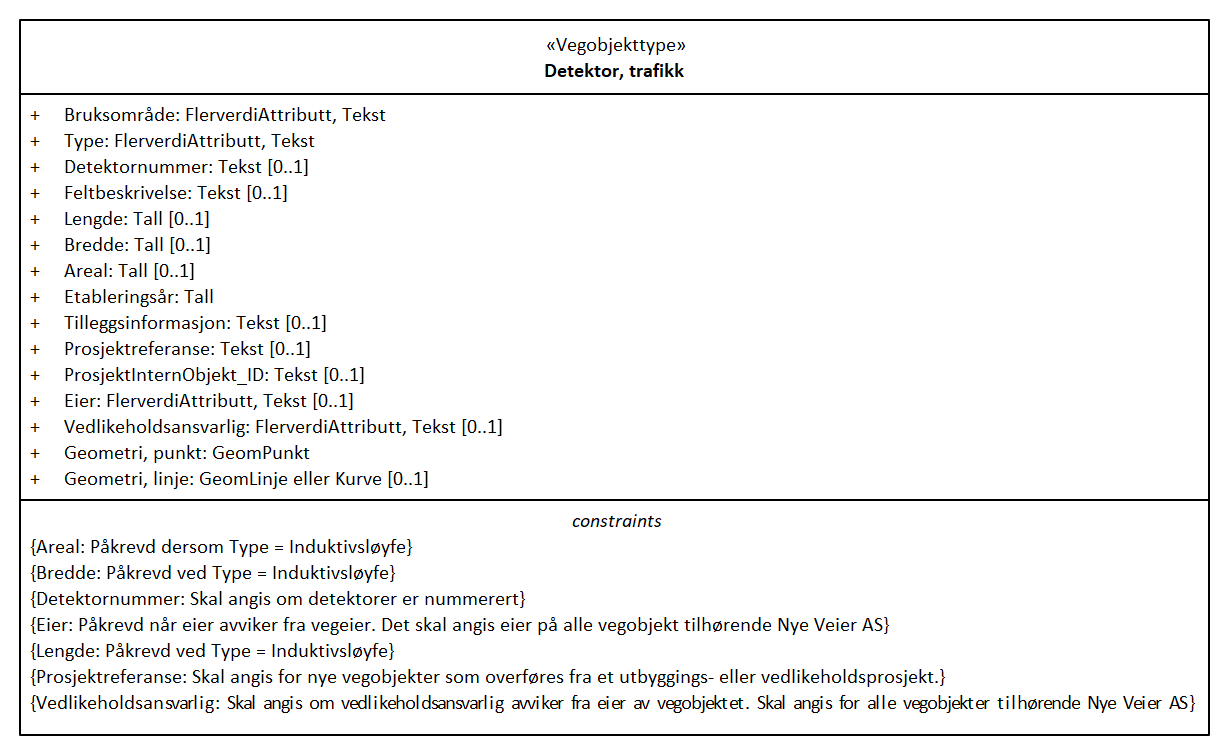 «Vegobjekttype»
Detektor, trafikk
+ Bruksområde: FlerverdiAttributt, Tekst
+ Type: FlerverdiAttributt, Tekst
+ Detektornummer: Tekst [0..1]
+ Feltbeskrivelse: Tekst [0..1]
+ Lengde: Tall [0..1]
+ Bredde: Tall [0..1]
+ Areal: Tall [0..1]
+ Etableringsår: Tall
+ Tilleggsinformasjon: Tekst [0..1]
+ Prosjektreferanse: Tekst [0..1]
+ ProsjektInternObjekt_ID: Tekst [0..1]
+ Eier: FlerverdiAttributt, Tekst [0..1]
+ Vedlikeholdsansvarlig: FlerverdiAttributt, Tekst [0..1]
+ Geometri, punkt: GeomPunkt
+ Geometri, linje: GeomLinje eller Kurve [0..1]
constraints
{Areal: Påkrevd dersom Type = Induktivsløyfe}
{Bredde: Påkrevd ved Type = Induktivsløyfe}
{Detektornummer: Skal angis om detektorer er nummerert}
{Eier: Påkrevd når eier avviker fra vegeier. Det skal angis eier på alle vegobjekt tilhørende Nye Veier AS}
{Lengde: Påkrevd ved Type = Induktivsløyfe}
{Prosjektreferanse: Skal angis for nye vegobjekter som overføres fra et utbyggings- eller vedlikeholdsprosjekt.}
{Vedlikeholdsansvarlig: Skal angis om vedlikeholdsansvarlig avviker fra eier av vegobjektet. Skal angis for alle vegobjekter tilhørende Nye Veier AS}